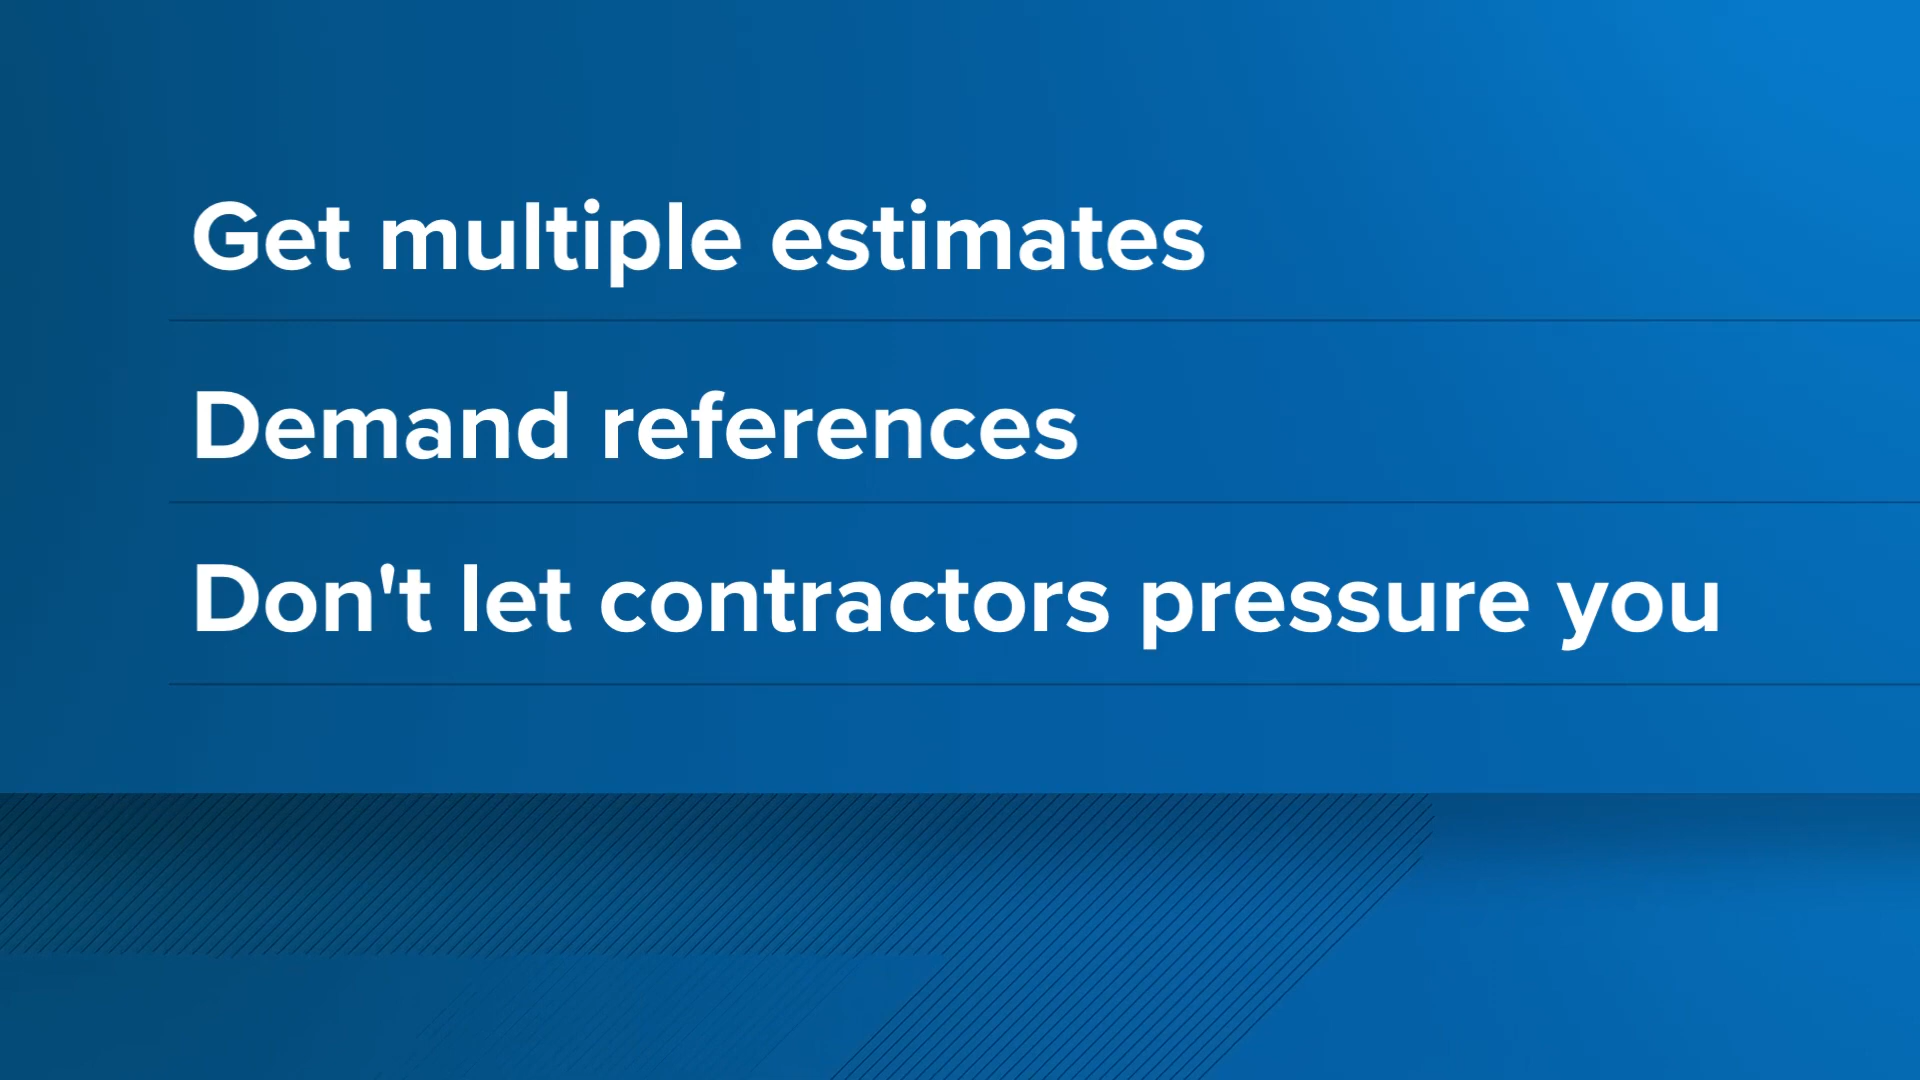 Get multiple estimates
Demand references
Don't let contractors pressure you